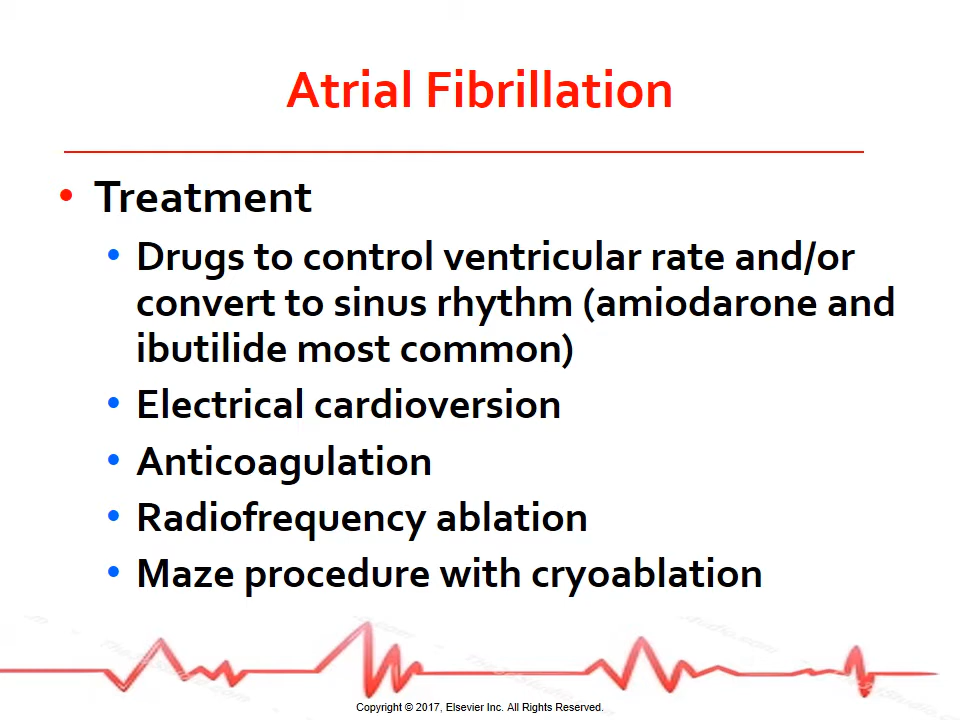 Atrial Fibrillation
• Treatment
• Drugs to control ventricular rate and/or
convert to sinus rhythm (amiodarone and
ibutilide most common)
• Electrical cardioversion
• Anticoagulation
• Radiofrequency ablation
• Maze procedure with cryoablation
Copyright © 2017, Elsevier Inc. All Rights Reserved.